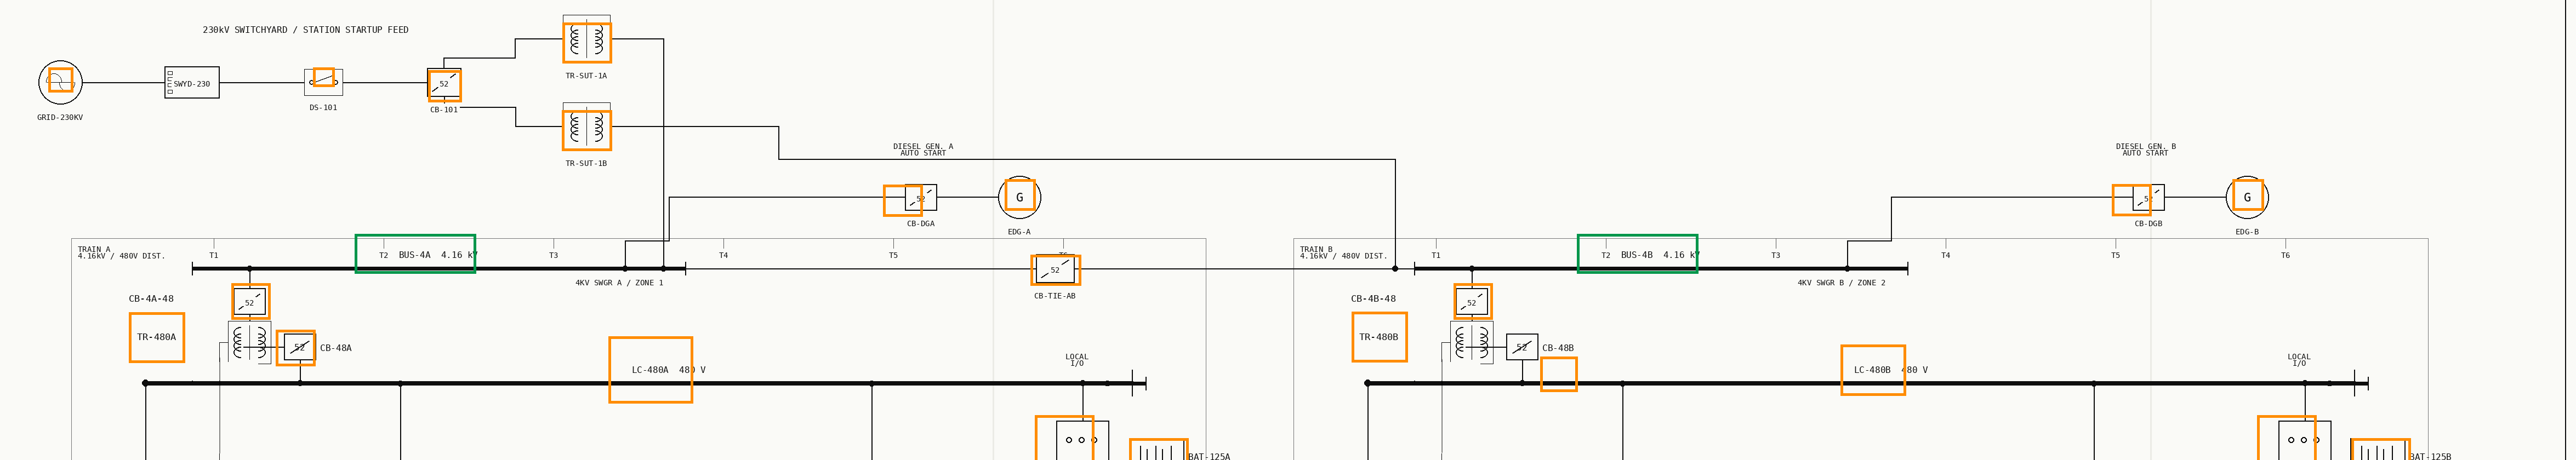 230kV SWITCHYARD / STATION STARTUP FEED
SWYD-230
52
GRID-230KV
DS-101
CB-101
TR-SUT-1A
TR-SUT-1B
DIESEL GEN. A
AUTO START
52
G
CB-DGA
EDG-A
DIESEL GEN. B
AUTO START
52
G
CB-DGB
EDG-B
TRAIN A
4.16kV / 480V DIST.
T1
T2
BUS-4A 4.16 kV
T3
T4
T5
T6
52
CB-TIE-AB
4KV SWGR A / ZONE 1
CB-4A-48
52
TR-480A
52
CB-48A
LC-480A 480 V
LOCAL
I/O
BAT-125A
TRAIN B
4.16kV / 480V DIST.
T1
T2
BUS-4B 4.16 kV
T3
T4
T5
T6
4KV SWGR B / ZONE 2
CB-4B-48
52
TR-480B
52
CB-48B
LC-480B 480 V
LOCAL
I/O
BAT-125B